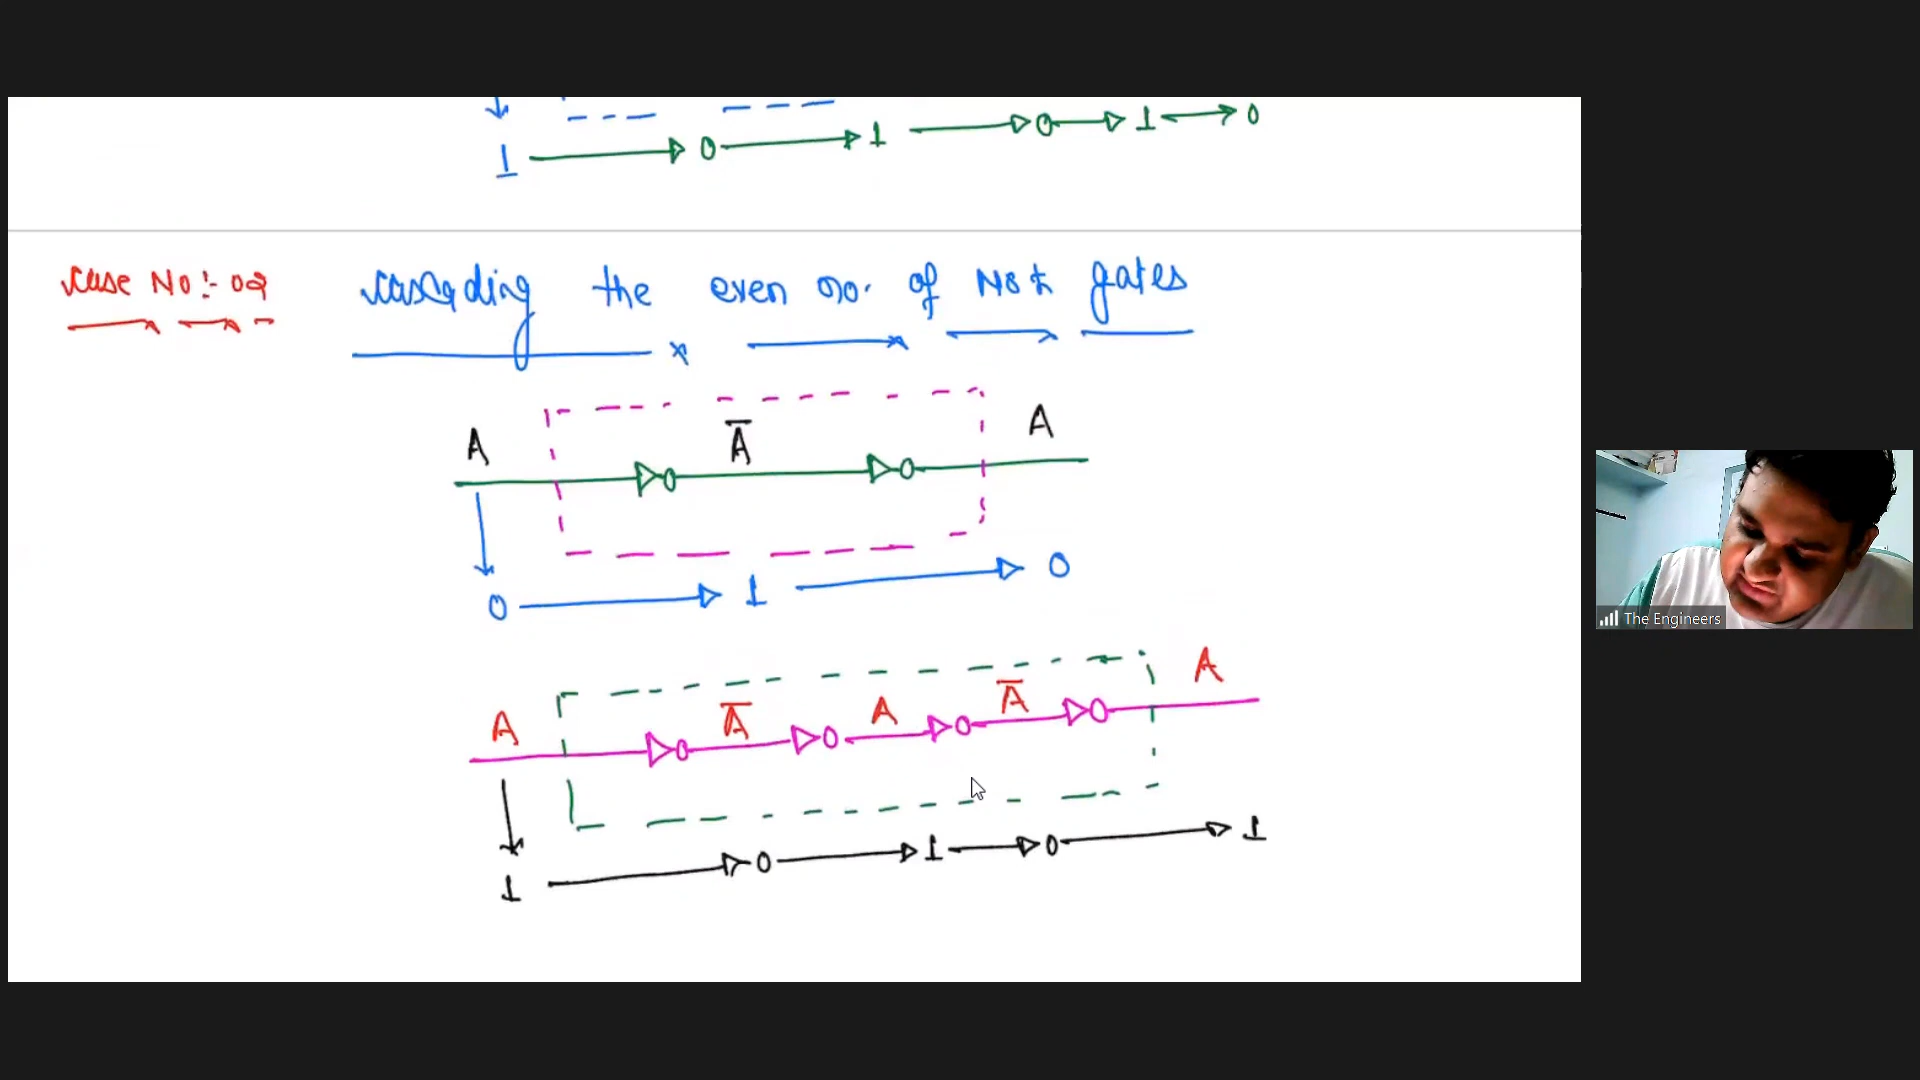 1 0 1 0 1 0
Case No:- 02 cascading the even no. of Not gates
A Ā A
0 1 0
A Ā A Ā A
1 0 1 0 1
The Engineers